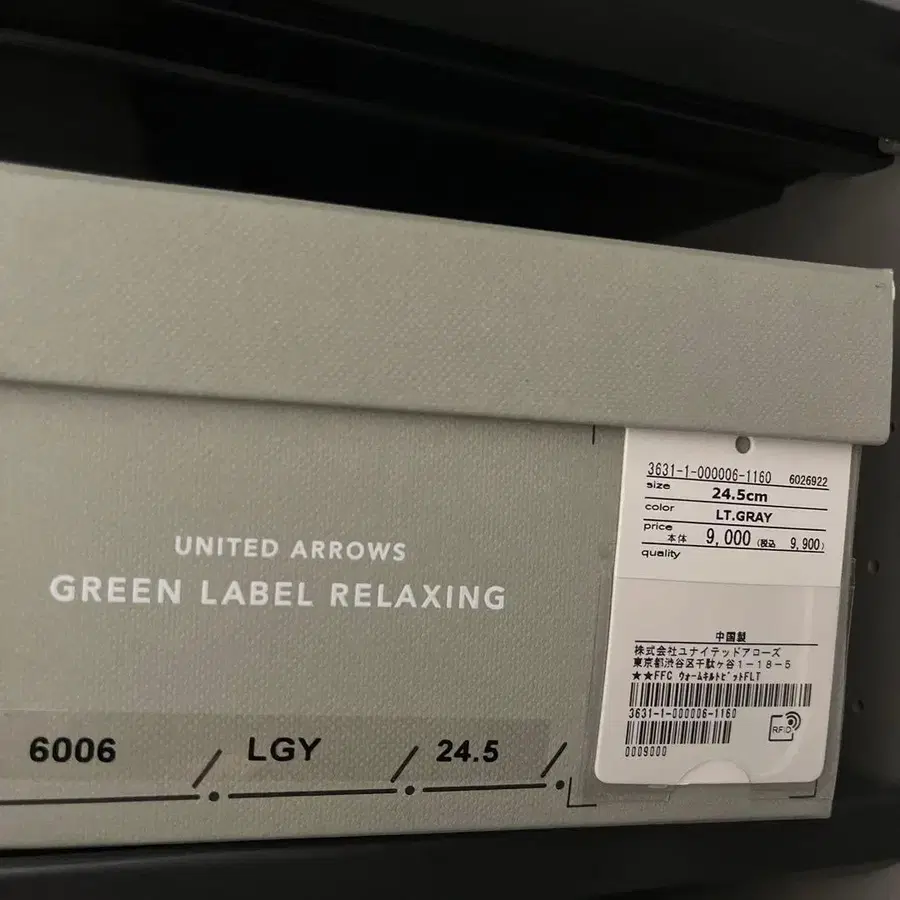 UNITED ARROWS
GREEN LABEL RELAXING
6006 / LGY / 24.5 /
3631-1-000006-1160 6026922
size 24.5cm
color LT.GRAY
price 本体 9,000 (税込 9,900)
quality
中国製
株式会社ユナイテッドアローズ
東京都渋谷区千駄ヶ谷1-18-5
★★FFC ウォームキルトビットFLT
3631-1-000006-1160
RFID
0009000